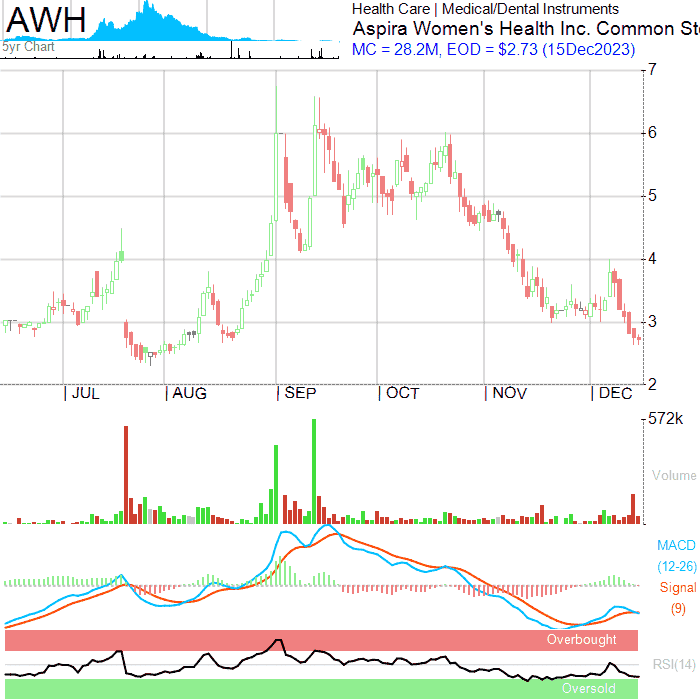 AWH
5yr Chart
Health Care | Medical/Dental Instruments
Aspira Women's Health Inc. Common Sto
MC = 28.2M, EOD = $2.73 (15Dec2023)
7
6
5
4
3
2
| JUL | AUG | SEP | OCT | NOV | DEC
572k
Volume
MACD
(12-26)
Signal
(9)
Overbought
RSI(14)
Oversold